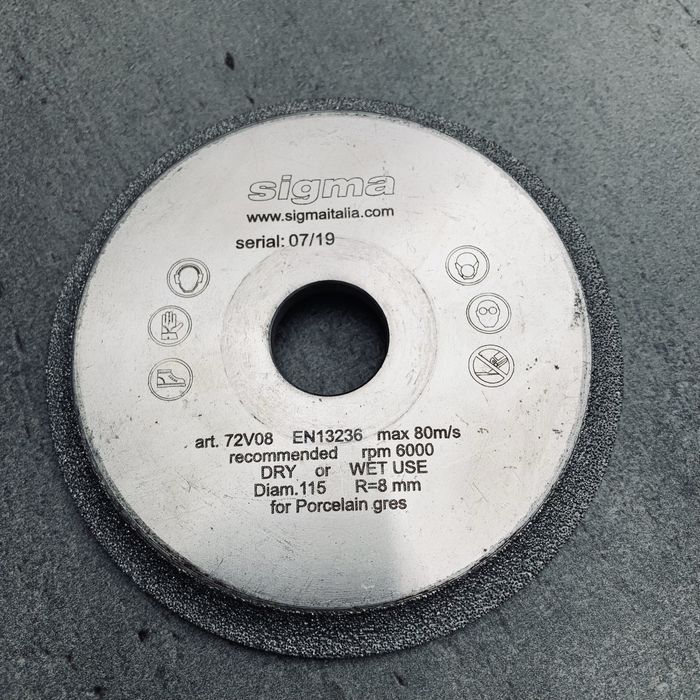 sigma
www.sigmaitalia.com
serial: 07/19
art. 72V08 EN13236 max 80m/s
recommended rpm 6000
DRY or WET USE
Diam.115 R=8 mm
for Porcelain gres